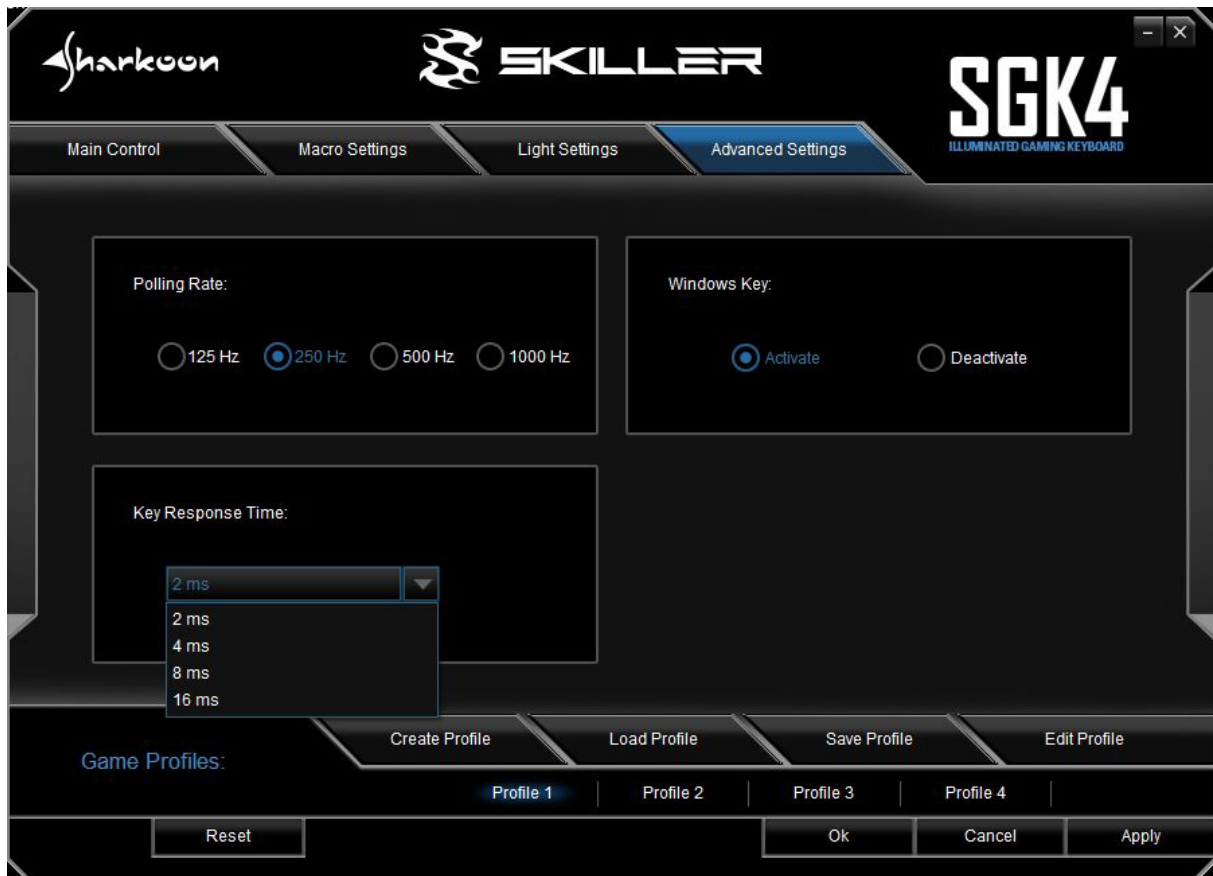 Sharkoon
SKILLER
SGK4
ILLUMINATED GAMING KEYBOARD
Main Control
Macro Settings
Light Settings
Advanced Settings
Polling Rate:
125 Hz 250 Hz 500 Hz 1000 Hz
Windows Key:
Activate Deactivate
Key Response Time:
2 ms
2 ms
4 ms
8 ms
16 ms
Game Profiles:
Create Profile Load Profile Save Profile Edit Profile
Profile 1 Profile 2 Profile 3 Profile 4
Reset Ok Cancel Apply